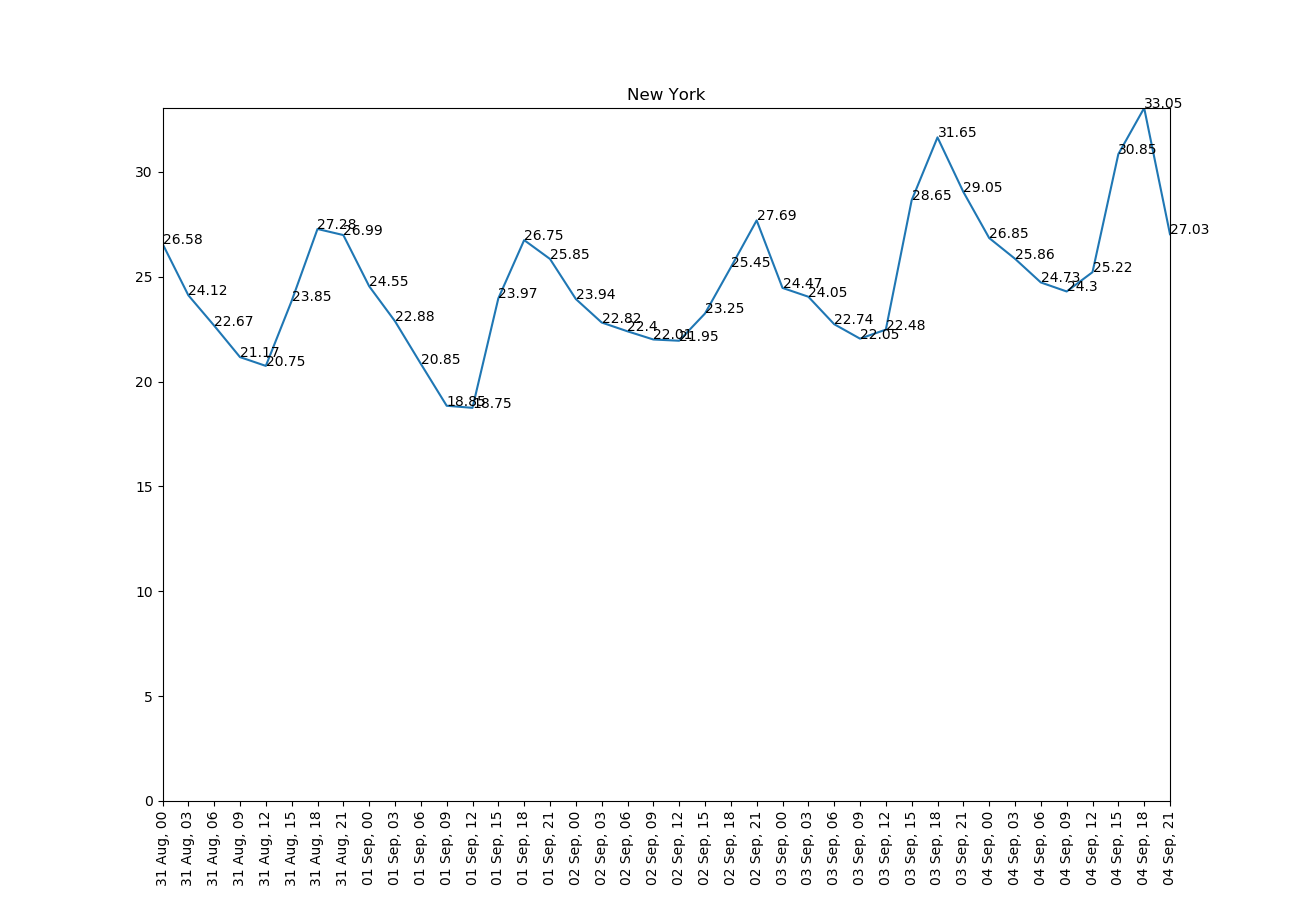 New York
33.05
30.85
31.65
30
28.65
29.05
27.28
26.99
27.69
27.03
26.58
26.75
26.85
25.85
25.86
25.45
25.22
25
24.55
24.47
24.73
24.3
24.12
24.05
23.85
23.97
23.94
23.25
22.67
22.88
22.82
22.4
22.74
22.48
22.01
21.95
22.05
21.17
20.75
20.85
20
18.85
18.75
15
10
5
0
31 Aug, 00
31 Aug, 03
31 Aug, 06
31 Aug, 09
31 Aug, 12
31 Aug, 15
31 Aug, 18
31 Aug, 21
01 Sep, 00
01 Sep, 03
01 Sep, 06
01 Sep, 09
01 Sep, 12
01 Sep, 15
01 Sep, 18
01 Sep, 21
02 Sep, 00
02 Sep, 03
02 Sep, 06
02 Sep, 09
02 Sep, 12
02 Sep, 15
02 Sep, 18
02 Sep, 21
03 Sep, 00
03 Sep, 03
03 Sep, 06
03 Sep, 09
03 Sep, 12
03 Sep, 15
03 Sep, 18
03 Sep, 21
04 Sep, 00
04 Sep, 03
04 Sep, 06
04 Sep, 09
04 Sep, 12
04 Sep, 15
04 Sep, 18
04 Sep, 21